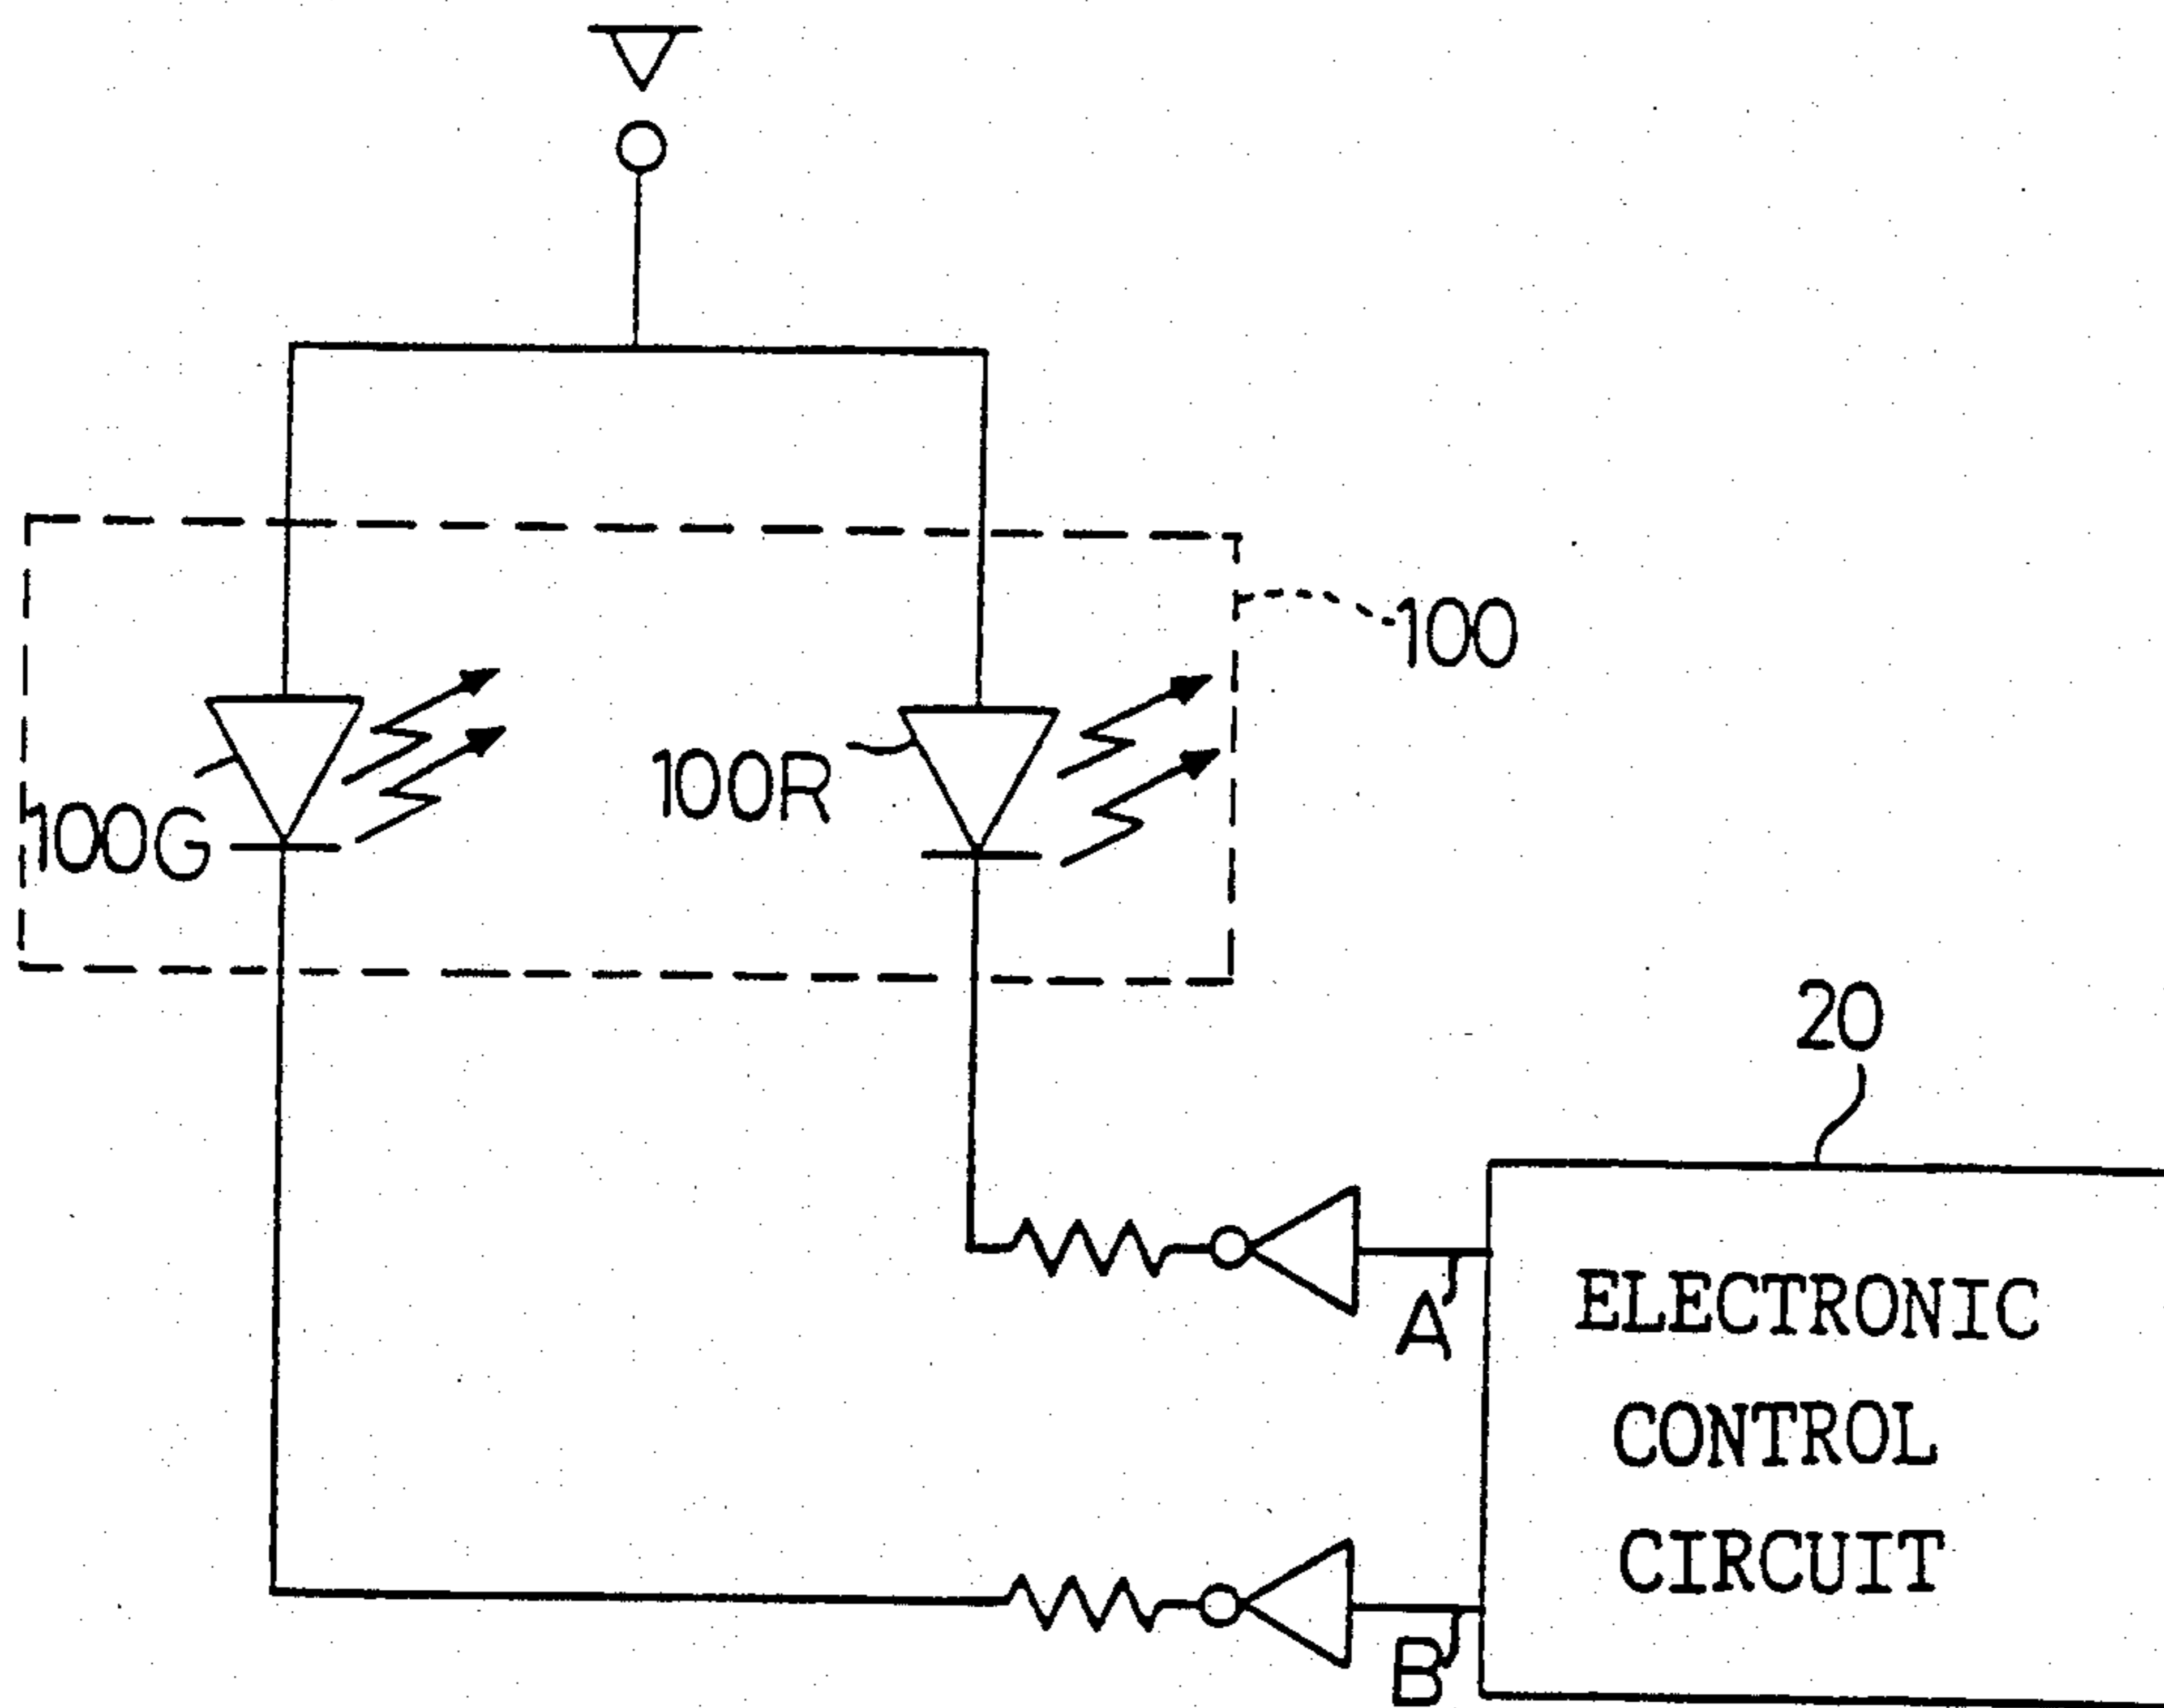 100
100R
100G
20
A
ELECTRONIC
CONTROL
CIRCUIT
B